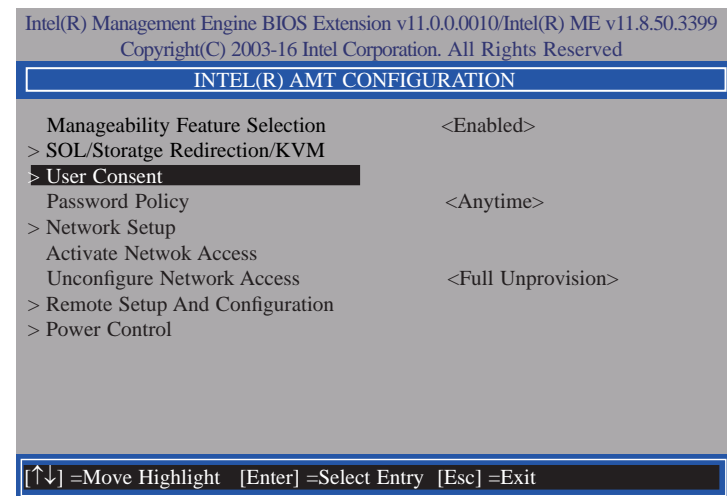 Intel(R) Management Engine BIOS Extension v11.0.0.0010/Intel(R) ME v11.8.50.3399
Copyright(C) 2003-16 Intel Corporation. All Rights Reserved
INTEL(R) AMT CONFIGURATION
Manageability Feature Selection <Enabled>
> SOL/Storatge Redirection/KVM
> User Consent
Password Policy <Anytime>
> Network Setup
Activate Netwok Access
Unconfigure Network Access <Full Unprovision>
> Remote Setup And Configuration
> Power Control
[↑↓] =Move Highlight [Enter] =Select Entry [Esc] =Exit